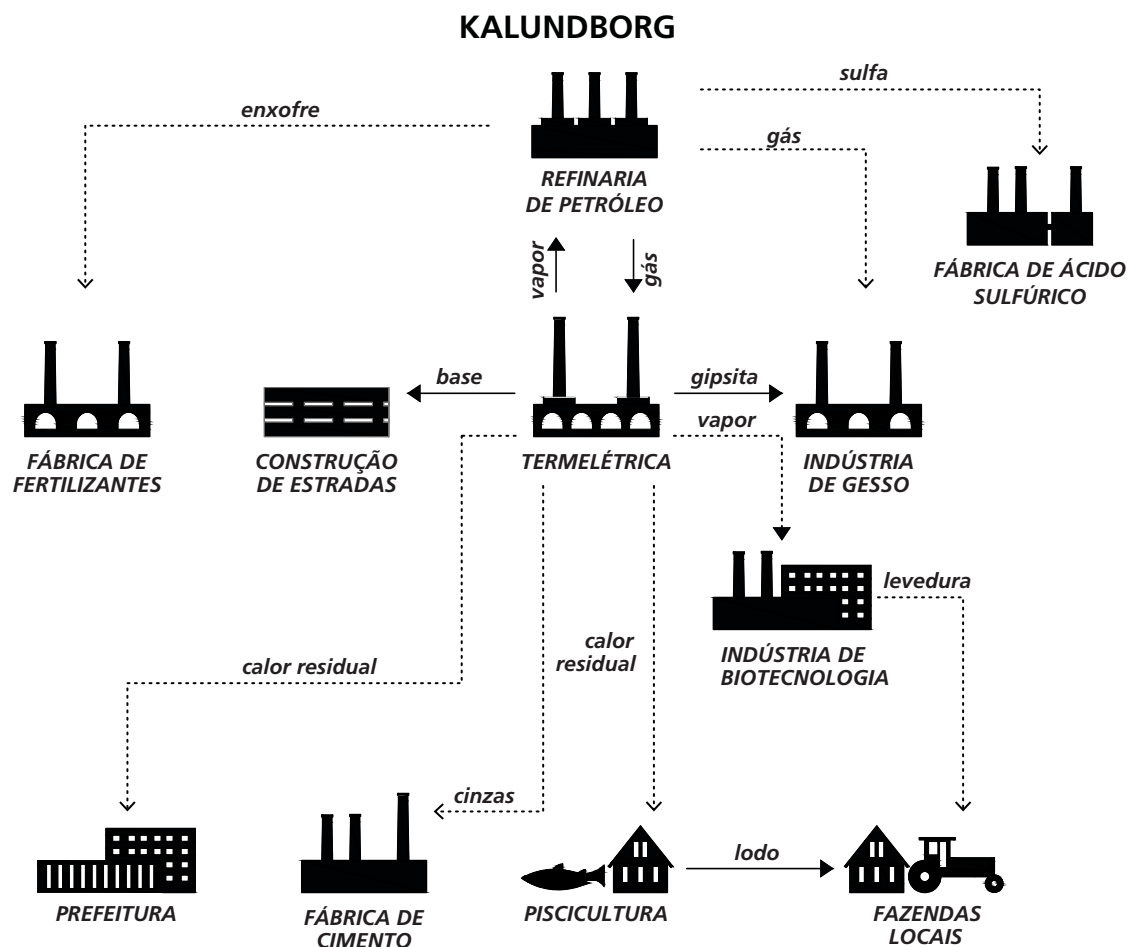 KALUNDBORG
sulfa
enxofre
gás
REFINARIA
DE PETRÓLEO
FÁBRICA DE ÁCIDO
SULFÚRICO
vapor
gás
base
gipsita
vapor
FÁBRICA DE
FERTILIZANTES
CONSTRUÇÃO
DE ESTRADAS
TERMELÉTRICA
INDÚSTRIA
DE GESSO
levedura
calor
residual
INDÚSTRIA DE
BIOTECNOLOGIA
calor residual
cinzas
lodo
PREFEITURA
FÁBRICA DE
CIMENTO
PISCICULTURA
FAZENDAS
LOCAIS